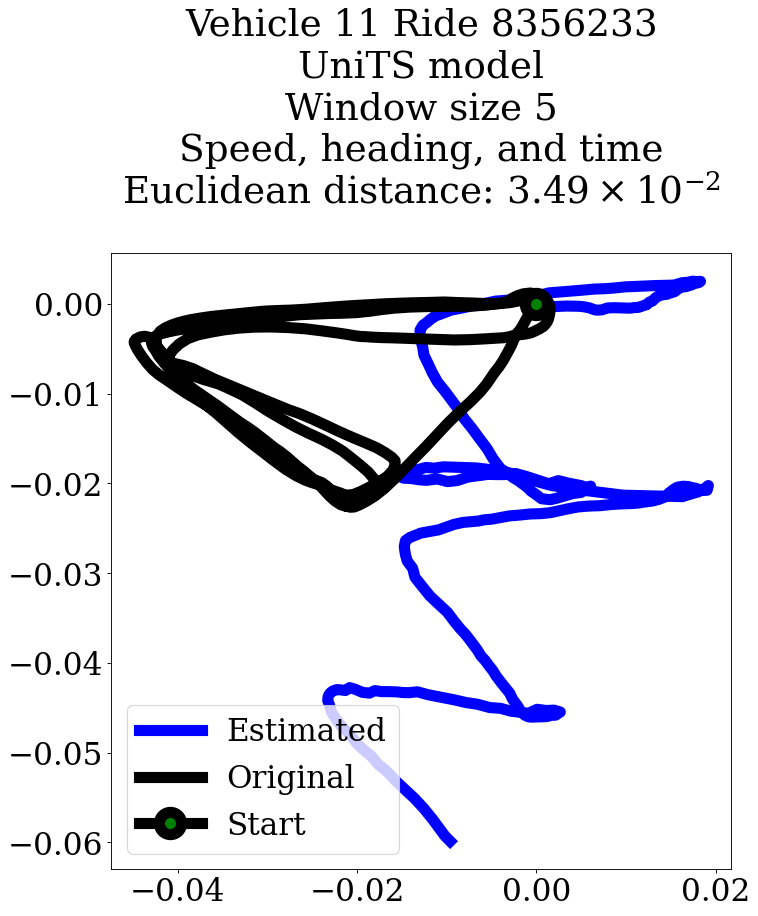 Vehicle 11 Ride 8356233
UniTS model
Window size 5
Speed, heading, and time
Euclidean distance: 3.49 × 10⁻²
0.00
−0.01
−0.02
−0.03
−0.04
−0.05
−0.06
Estimated
Original
Start
−0.04 −0.02 0.00 0.02